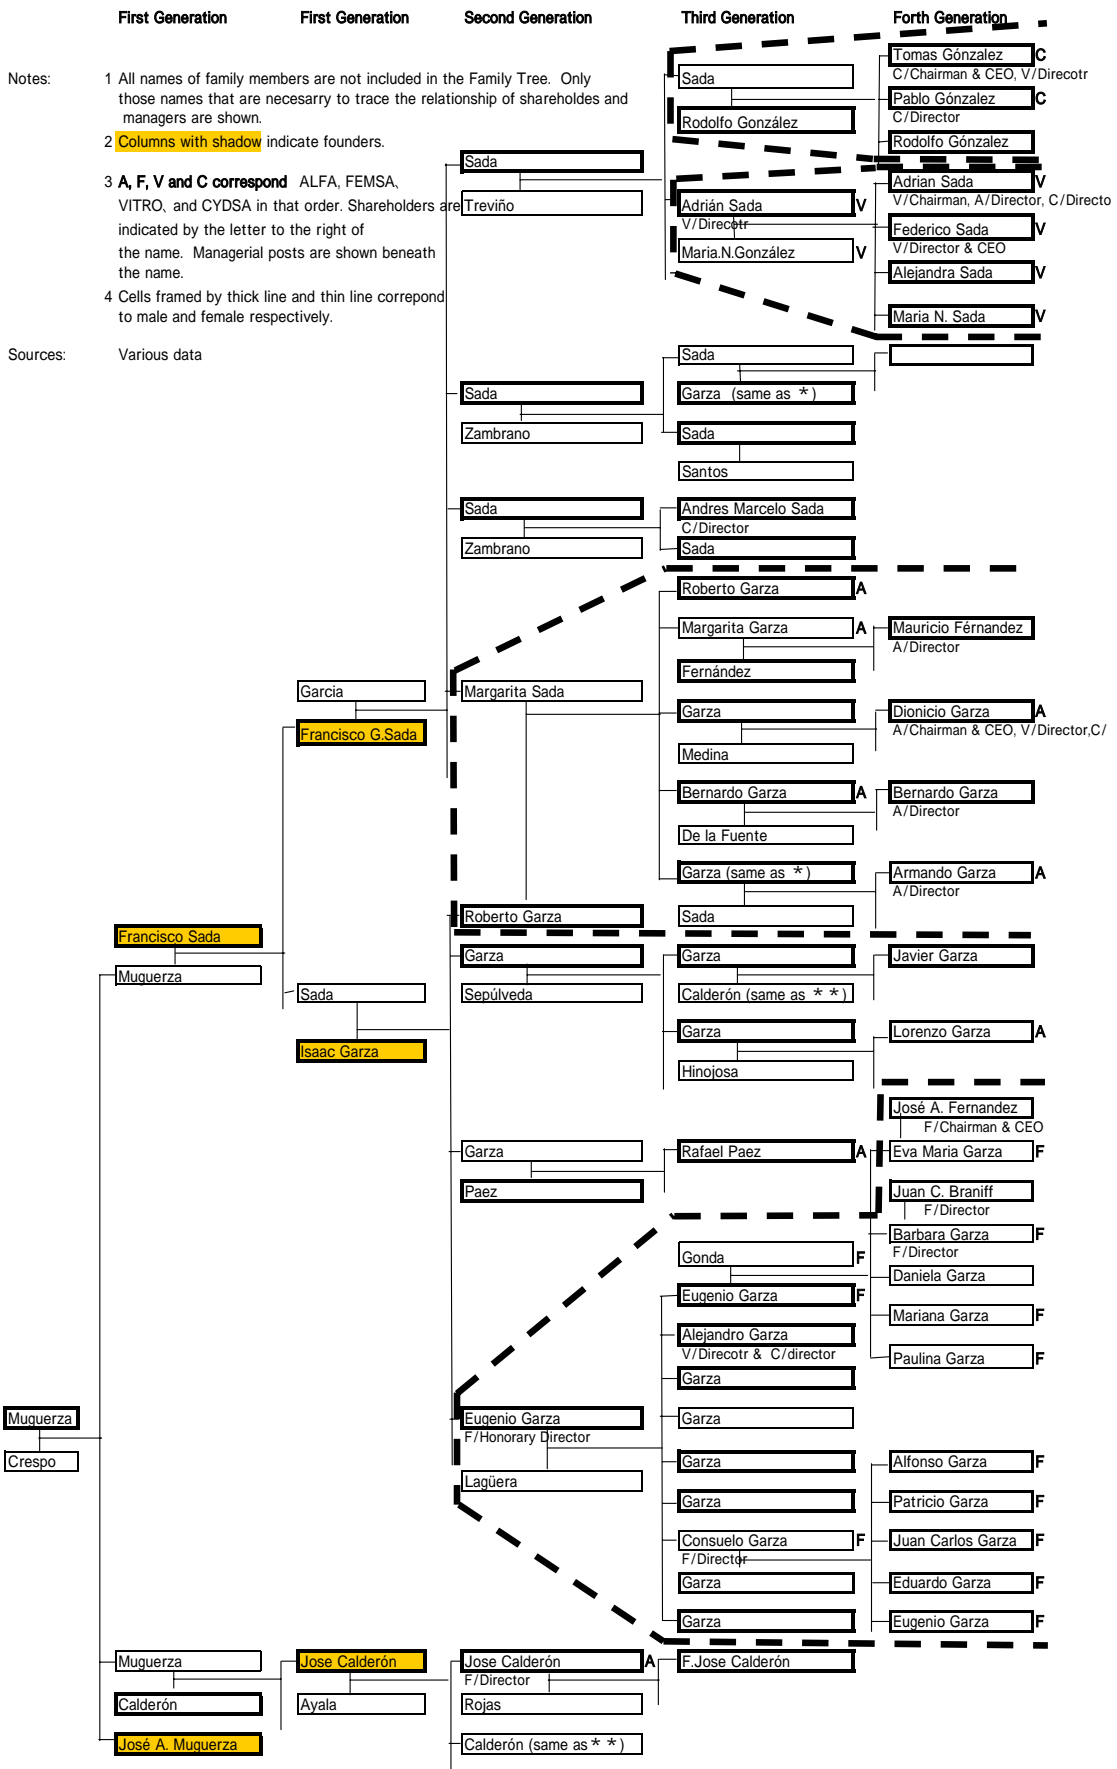 First Generation
First Generation
Second Generation
Third Generation
Forth Generation
Notes:
1 All names of family members are not included in the Family Tree. Only
those names that are necesarry to trace the relationship of shareholdes and
managers are shown.
2 Columns with shadow indicate founders.
3 A, F, V and C correspond ALFA, FEMSA、
VITRO, and CYDSA in that order. Shareholders are
indicated by the letter to the right of
the name. Managerial posts are shown beneath
the name.
4 Cells framed by thick line and thin line correpond
to male and female respectively.
Sources:
Various data
Muguerza
Crespo
Francisco Sada
Muguerza
Muguerza
Calderón
José A. Muguerza
Garcia
Francisco G.Sada
Sada
Isaac Garza
Jose Calderón
Ayala
Sada
Treviño
Sada
Zambrano
Sada
Zambrano
Margarita Sada
Roberto Garza
Garza
Sepúlveda
Garza
Paez
Eugenio Garza
F/Honorary Director
Lagüera
Jose Calderón A
F/Director
Rojas
Calderón (same as＊＊)
Sada
Rodolfo González
Adrián Sada V
V/Direcotr
Maria.N.González V
Sada
Garza (same as ＊)
Sada
Santos
Andres Marcelo Sada
C/Director
Sada
Roberto Garza A
Margarita Garza A
Fernández
Garza
Medina
Bernardo Garza A
De la Fuente
Garza (same as ＊)
Sada
Garza
Calderón (same as ＊＊)
Garza
Hinojosa
Rafael Paez A
Gonda F
Eugenio Garza F
Alejandro Garza
V/Direcotr & C/director
Garza
Garza
Garza
Garza
Consuelo Garza F
F/Director
Garza
Garza
F.Jose Calderón
Tomas Gónzalez C
C/Chairman & CEO, V/Direcotr
Pablo Gónzalez C
C/Director
Rodolfo Gónzalez
Adrian Sada V
V/Chairman, A/Director, C/Directo
Federico Sada V
V/Director & CEO
Alejandra Sada V
Maria N. Sada V
Mauricio Férnandez
A/Director
Dionicio Garza A
A/Chairman & CEO, V/Director,C/
Bernardo Garza
A/Director
Armando Garza A
A/Director
Javier Garza
Lorenzo Garza A
José A. Fernandez
F/Chairman & CEO
Eva Maria Garza F
Juan C. Braniff
F/Director
Barbara Garza F
F/Director
Daniela Garza
Mariana Garza F
Paulina Garza F
Alfonso Garza F
Patricio Garza F
Juan Carlos Garza F
Eduardo Garza F
Eugenio Garza F